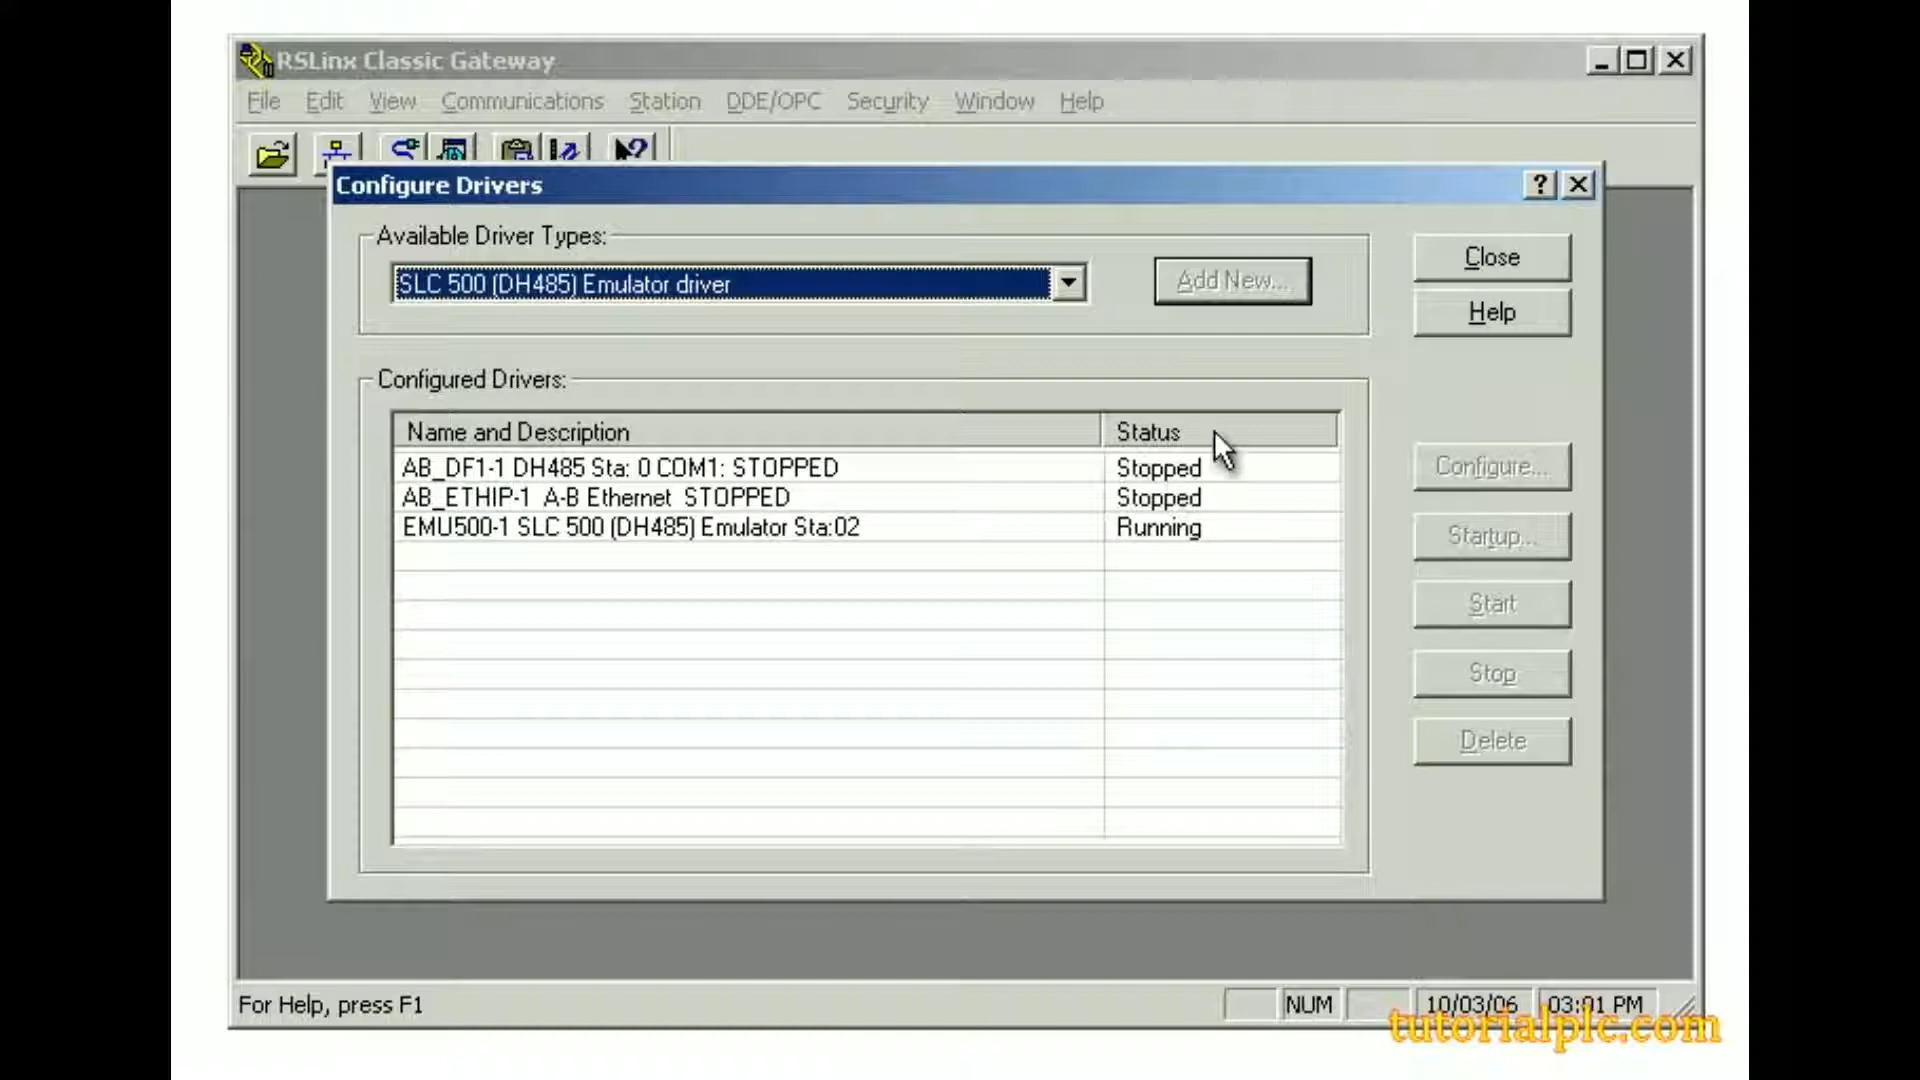 RSLinx Classic Gateway
File Edit View Communications Station DDE/OPC Security Window Help
Configure Drivers
Available Driver Types:
SLC 500 (DH485) Emulator driver
Add New...
Close
Help
Configured Drivers:
Name and Description Status
AB_DF1-1 DH485 Sta: 0 COM1: STOPPED Stopped
AB_ETHIP-1 A-B Ethernet STOPPED Stopped
EMU500-1 SLC 500 (DH485) Emulator Sta:02 Running
Configure...
Startup...
Start
Stop
Delete
For Help, press F1 NUM 10/03/06 03:01 PM
tutorialplc.com